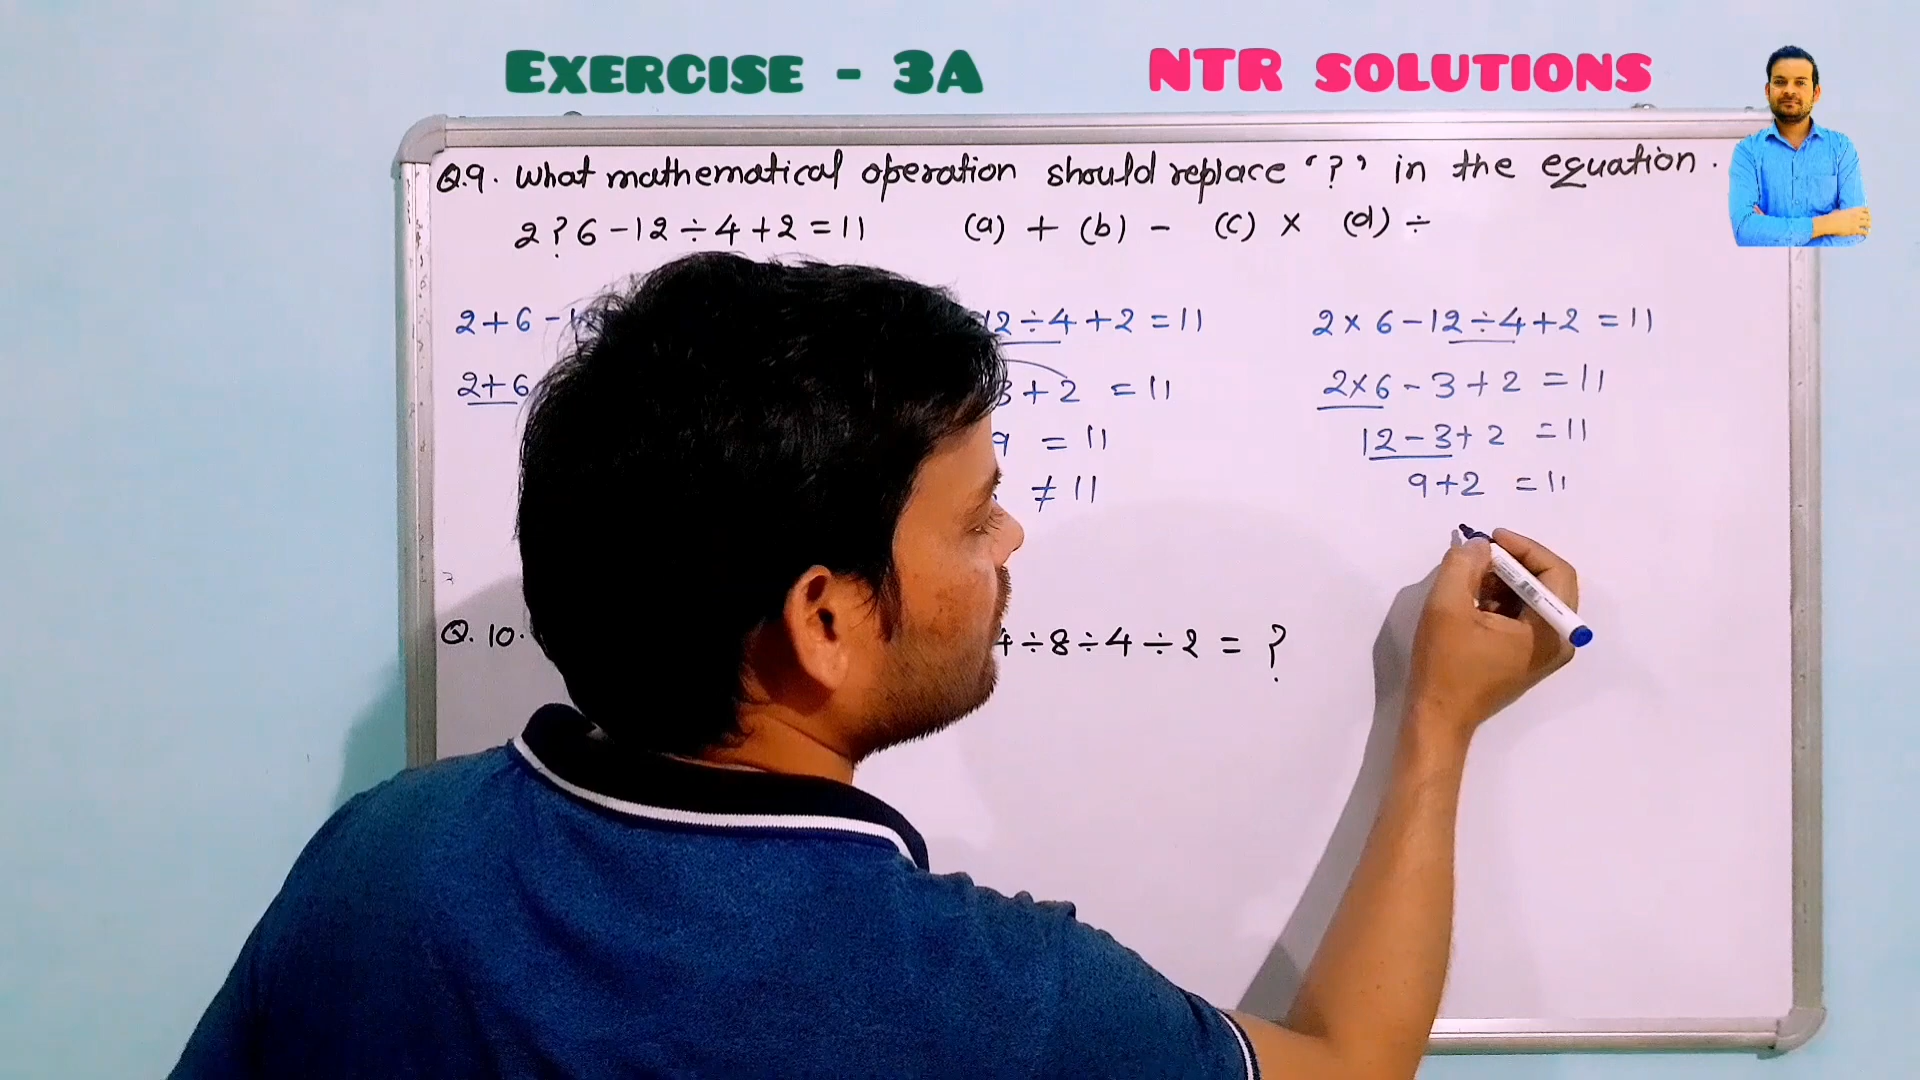 EXERCISE - 3A NTR SOLUTIONS
Q.9. What mathematical operation should replace '?' in the equation.
2 ? 6 - 12 ÷ 4 + 2 = 11 (a) + (b) - (c) × (d) ÷
2 + 6 -
2 + 6
12 ÷ 4 + 2 = 11
3 + 2 = 11
9 = 11
≠ 11
2 × 6 - 12 ÷ 4 + 2 = 11
2 × 6 - 3 + 2 = 11
12 - 3 + 2 = 11
9 + 2 = 11
Q. 10.
4 ÷ 8 ÷ 4 ÷ 2 = ?